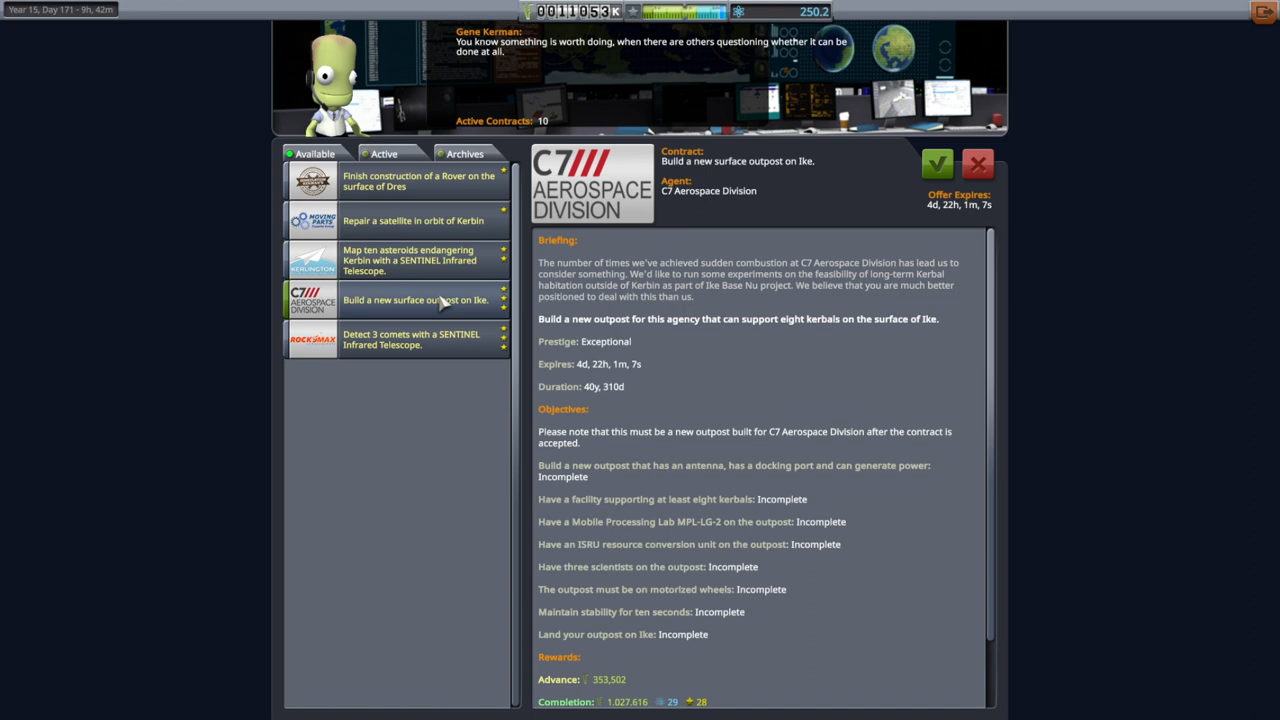 Year 15, Day 171 - 9h, 42m
0011053K
250.2
Gene Kerman:
You know something is worth doing, when there are others questioning whether it can be
done at all.
Active Contracts: 10
Available
Active
Archives
Finish construction of a Rover on the
surface of Dres
MOVING
PARTS
Repair a satellite in orbit of Kerbin
KERLINGTON
Map ten asteroids endangering
Kerbin with a SENTINEL Infrared
Telescope.
C7///
AEROSPACE
DIVISION
Build a new surface outpost on Ike.
ROCKOMAX
Detect 3 comets with a SENTINEL
Infrared Telescope.
C7///
AEROSPACE
DIVISION
Contract:
Build a new surface outpost on Ike.
Agent:
C7 Aerospace Division
Offer Expires:
4d, 22h, 1m, 7s
Briefing:
The number of times we've achieved sudden combustion at C7 Aerospace Division has lead us to
consider something. We'd like to run some experiments on the feasibility of long-term Kerbal
habitation outside of Kerbin as part of Ike Base Nu project. We believe that you are much better
positioned to deal with this than us.
Build a new outpost for this agency that can support eight kerbals on the surface of Ike.
Prestige: Exceptional
Expires: 4d, 22h, 1m, 7s
Duration: 40y, 310d
Objectives:
Please note that this must be a new outpost built for C7 Aerospace Division after the contract is
accepted.
Build a new outpost that has an antenna, has a docking port and can generate power:
Incomplete
Have a facility supporting at least eight kerbals: Incomplete
Have a Mobile Processing Lab MPL-LG-2 on the outpost: Incomplete
Have an ISRU resource conversion unit on the outpost: Incomplete
Have three scientists on the outpost: Incomplete
The outpost must be on motorized wheels: Incomplete
Maintain stability for ten seconds: Incomplete
Land your outpost on Ike: Incomplete
Rewards:
Advance: 353,502
Completion: 1.027.616 29 28